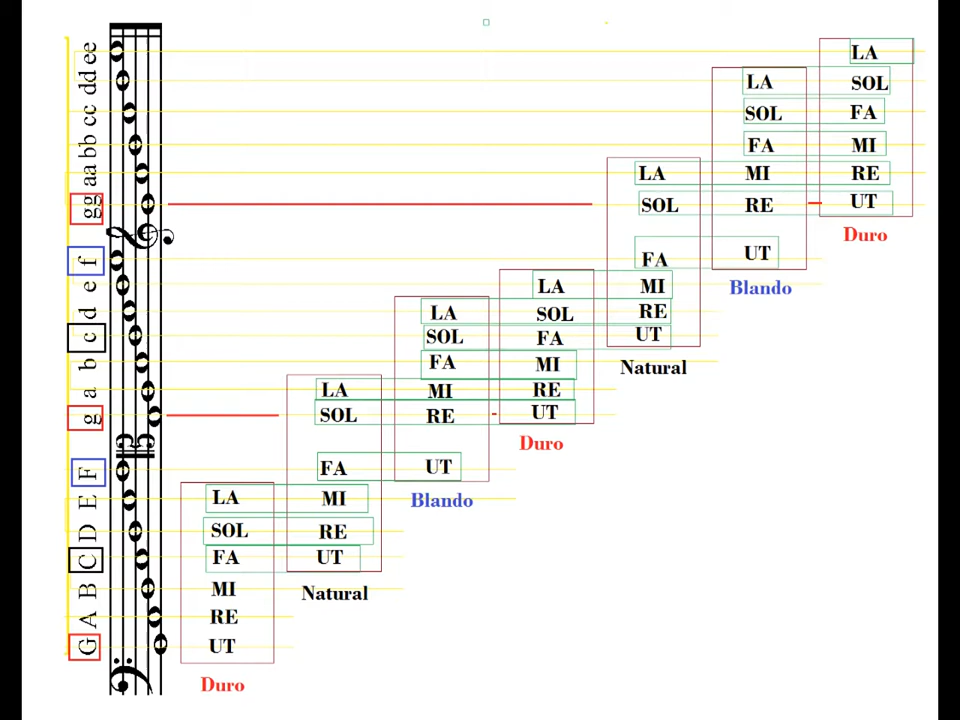 ee LA
dd LA SOL
cc SOL FA
bb FA MI
aa LA MI RE
gg SOL RE UT
Duro
f FA UT
e LA MI Blando
d LA SOL RE
c SOL FA UT
b FA MI Natural
a LA MI RE
g SOL RE UT
Duro
F FA UT
E LA MI Blando
D SOL RE
C FA UT
B MI Natural
A RE
G UT
Duro